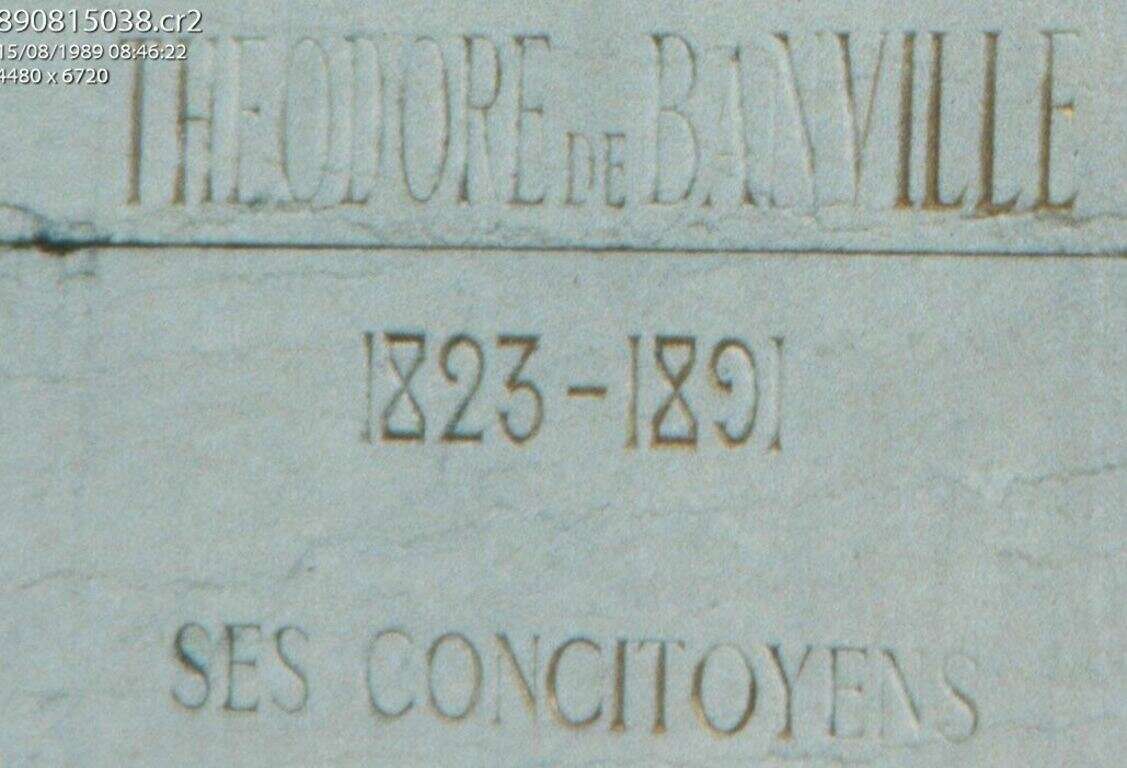 890815038.cr2
15/08/1989 08:46:22
4480 x 6720
THEODORE DE BANVILLE
1823-1891
SES CONCITOYENS